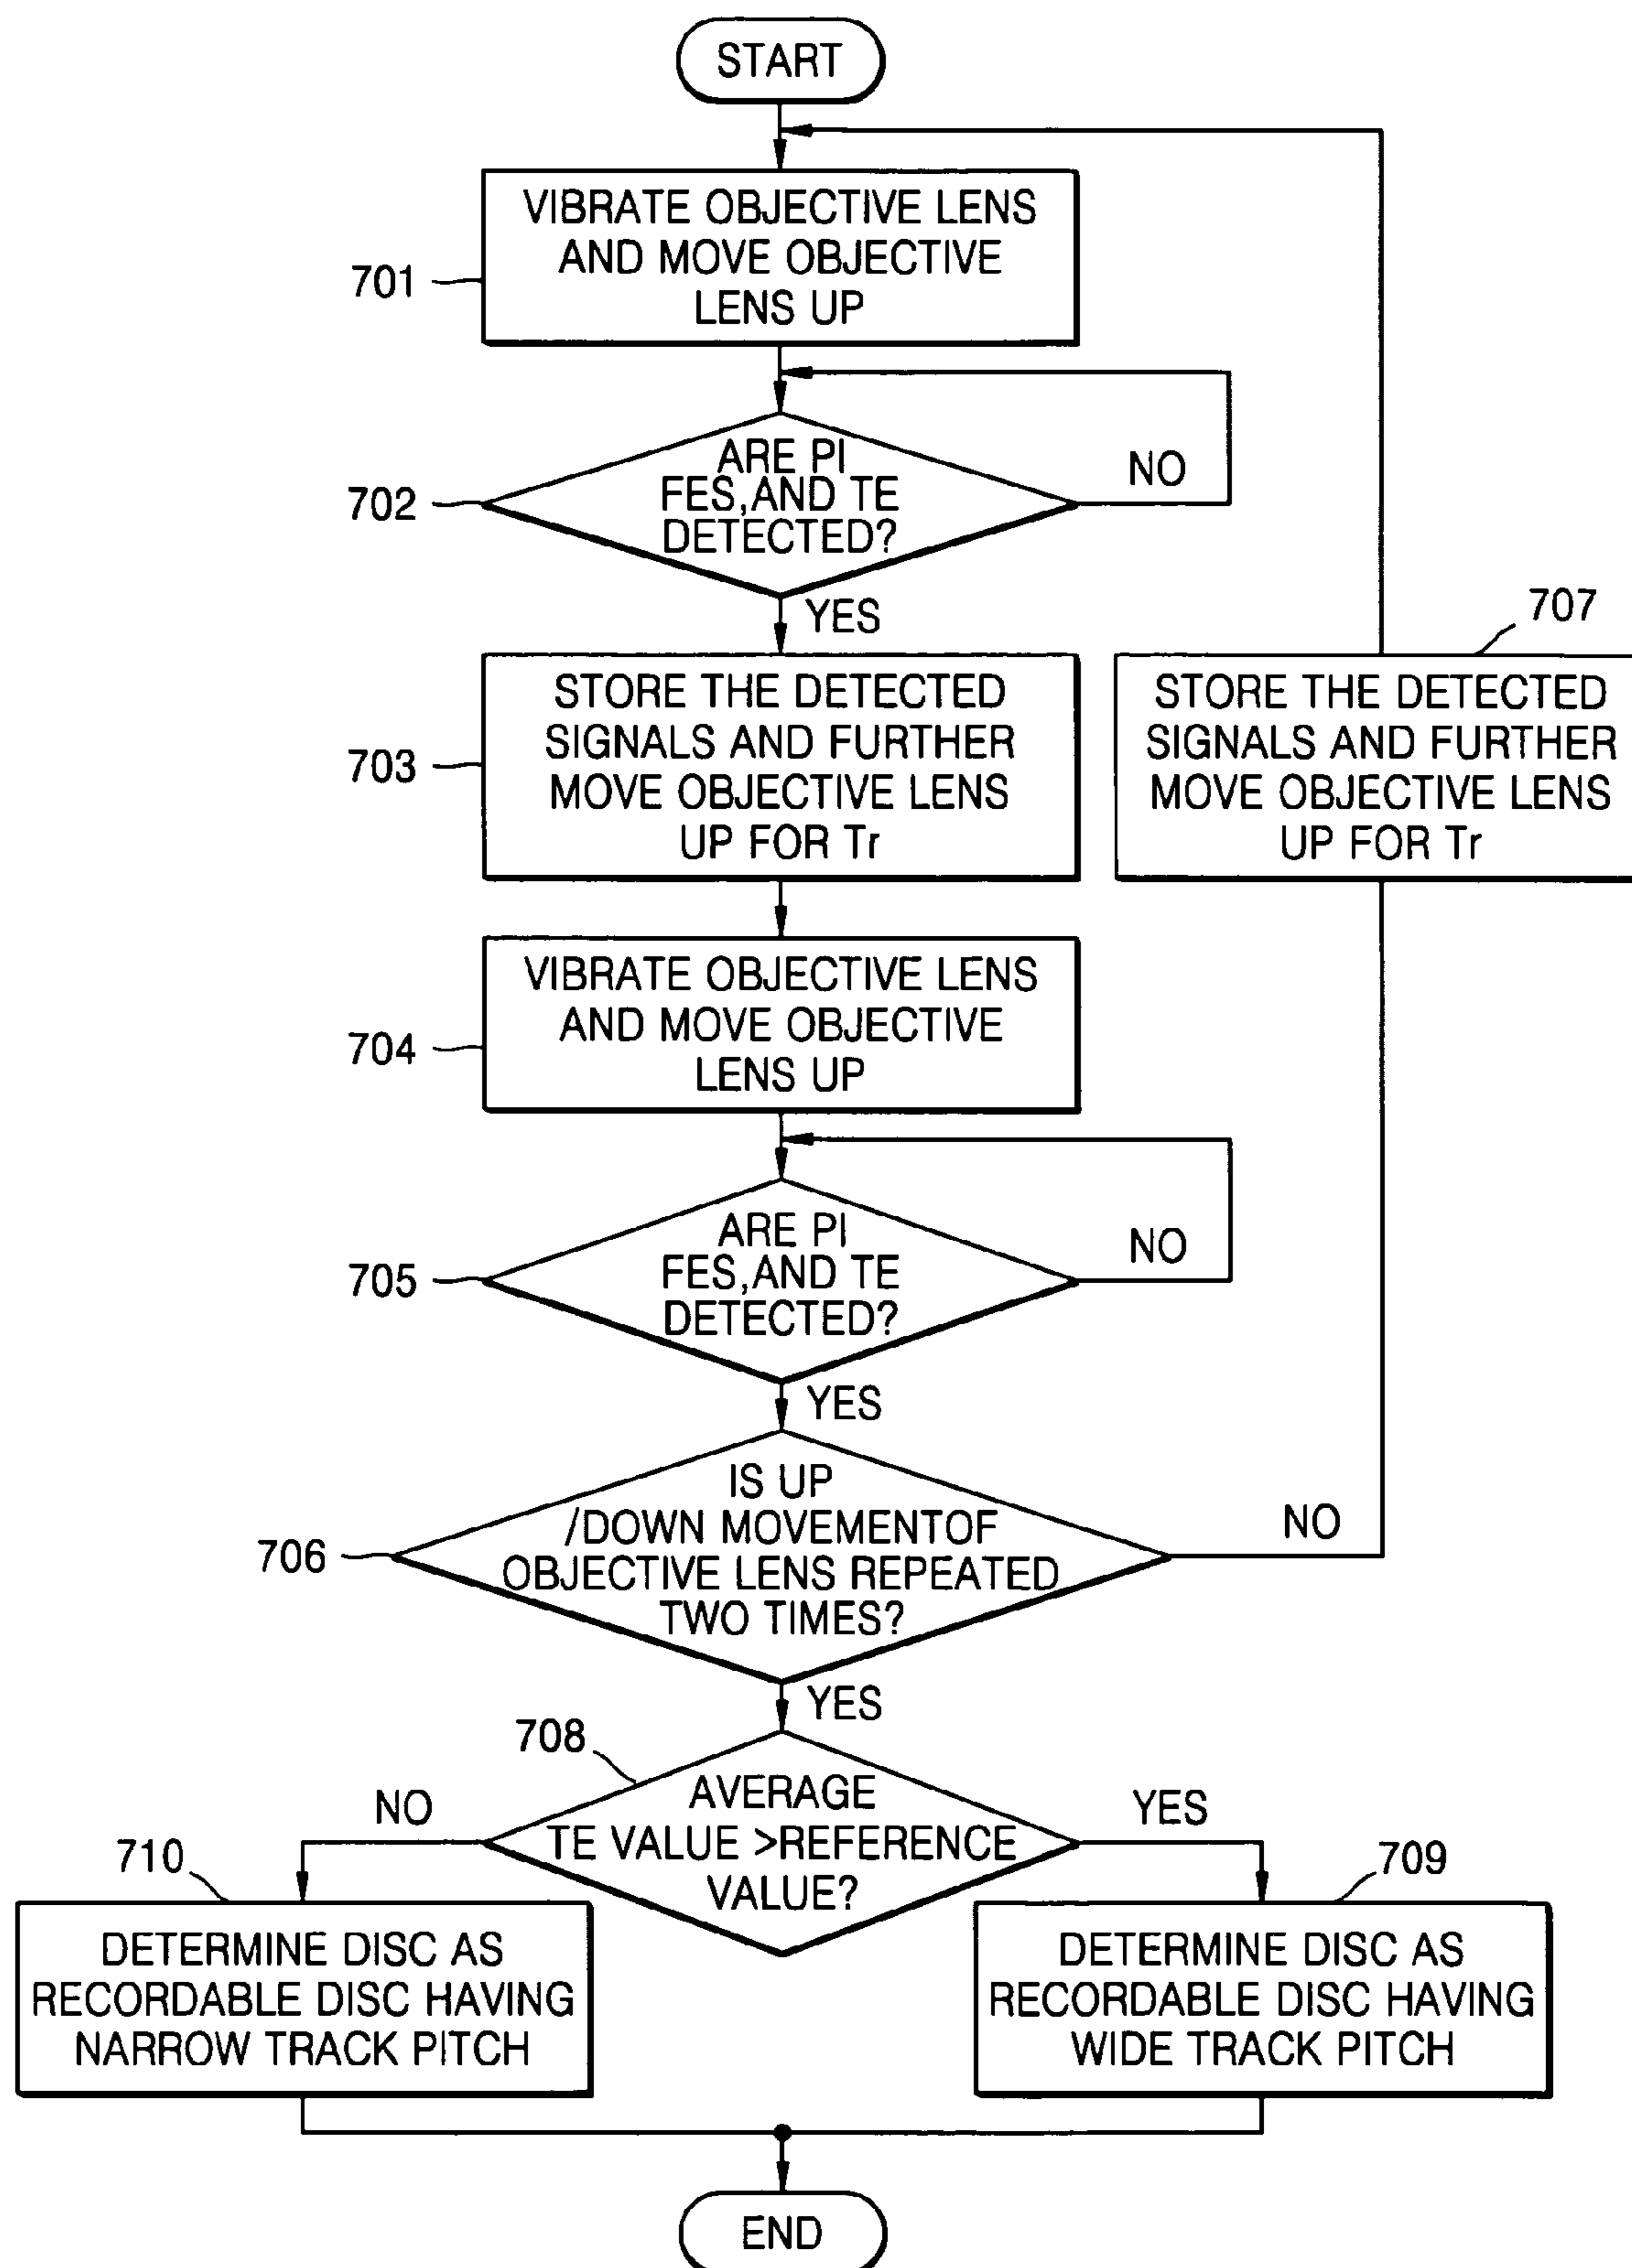 START
VIBRATE OBJECTIVE LENS
AND MOVE OBJECTIVE
LENS UP
701
ARE PI
FES,AND TE
DETECTED?
702
NO
YES
STORE THE DETECTED
SIGNALS AND FURTHER
MOVE OBJECTIVE LENS
UP FOR Tr
703
707
STORE THE DETECTED
SIGNALS AND FURTHER
MOVE OBJECTIVE LENS
UP FOR Tr
VIBRATE OBJECTIVE LENS
AND MOVE OBJECTIVE
LENS UP
704
ARE PI
FES,AND TE
DETECTED?
705
NO
YES
IS UP
/DOWN MOVEMENTOF
OBJECTIVE LENS REPEATED
TWO TIMES?
706
NO
YES
708
AVERAGE
TE VALUE >REFERENCE
VALUE?
NO
YES
710
DETERMINE DISC AS
RECORDABLE DISC HAVING
NARROW TRACK PITCH
709
DETERMINE DISC AS
RECORDABLE DISC HAVING
WIDE TRACK PITCH
END